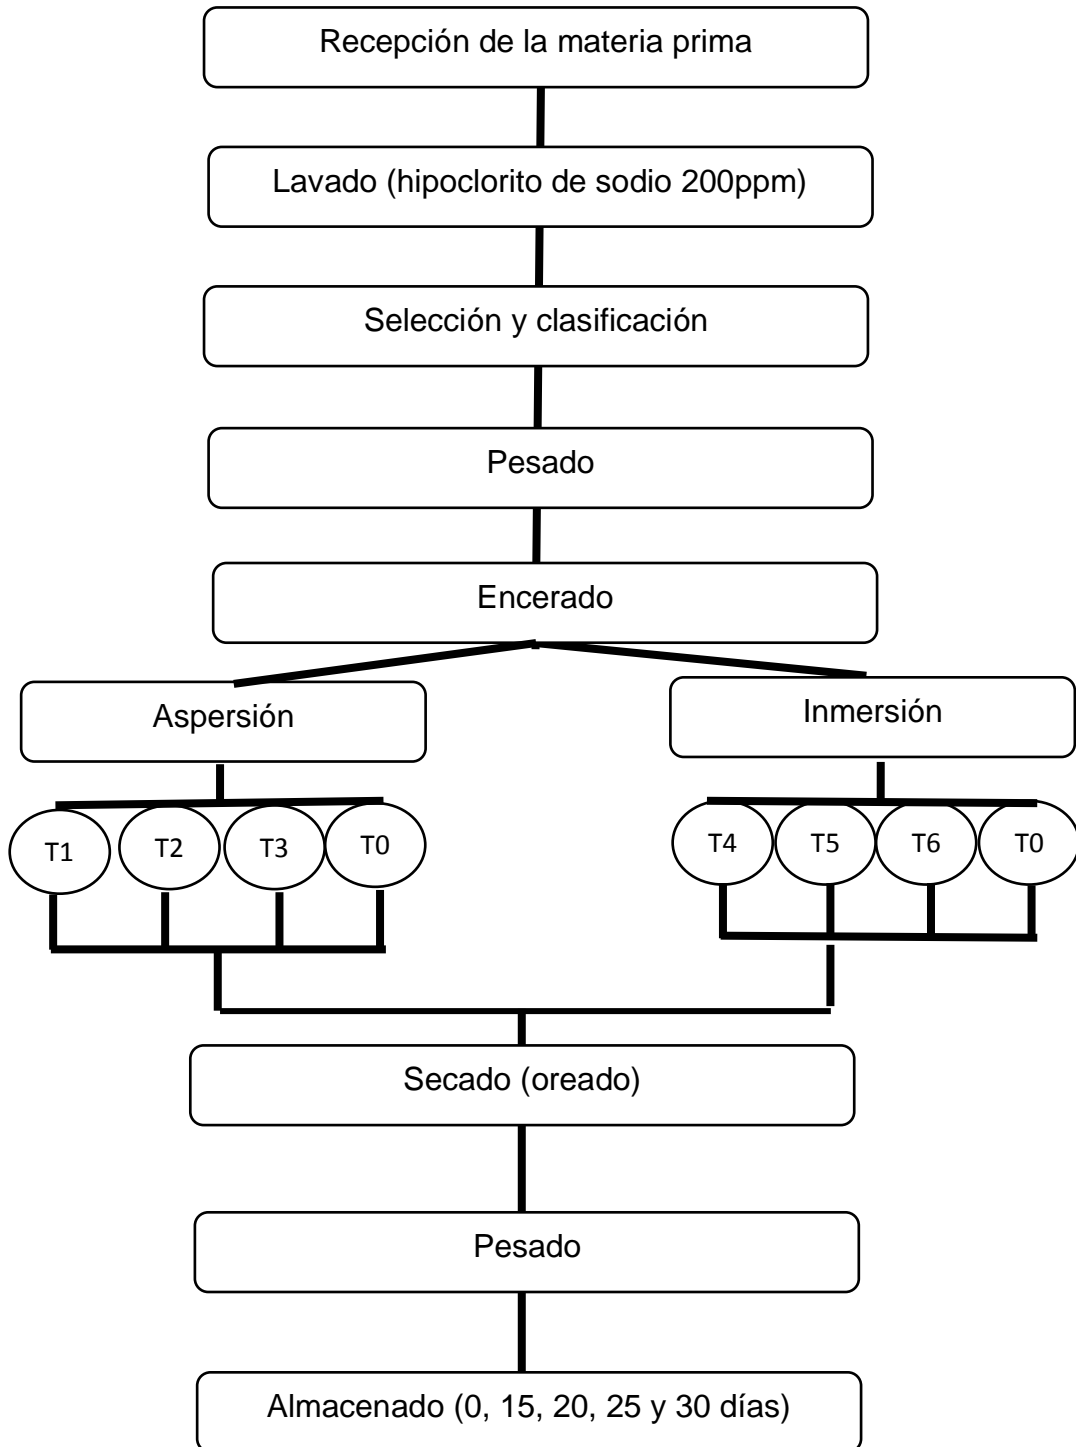 Recepción de la materia prima
Lavado (hipoclorito de sodio 200ppm)
Selección y clasificación
Pesado
Encerado
Aspersión
Inmersión
T1 T2 T3 T0
T4 T5 T6 T0
Secado (oreado)
Pesado
Almacenado (0, 15, 20, 25 y 30 días)